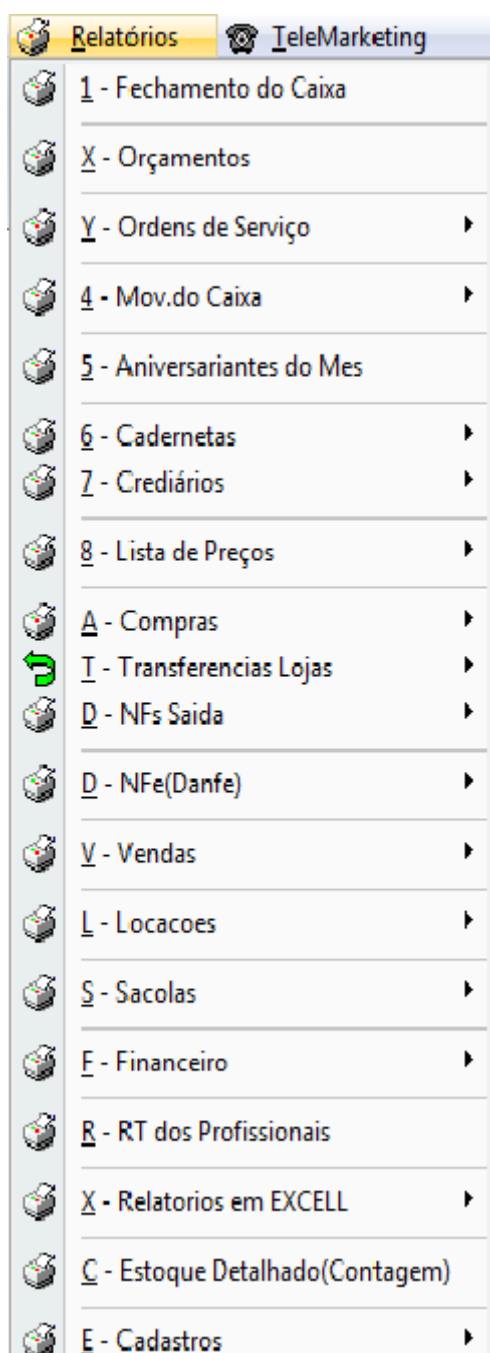 Relatórios TeleMarketing
1 - Fechamento do Caixa
X - Orçamentos
Y - Ordens de Serviço
4 - Mov.do Caixa
5 - Aniversariantes do Mes
6 - Cadernetas
7 - Crediários
8 - Lista de Preços
A - Compras
T - Transferencias Lojas
D - NFs Saida
D - NFe(Danfe)
V - Vendas
L - Locacoes
S - Sacolas
F - Financeiro
R - RT dos Profissionais
X - Relatorios em EXCELL
C - Estoque Detalhado(Contagem)
E - Cadastros